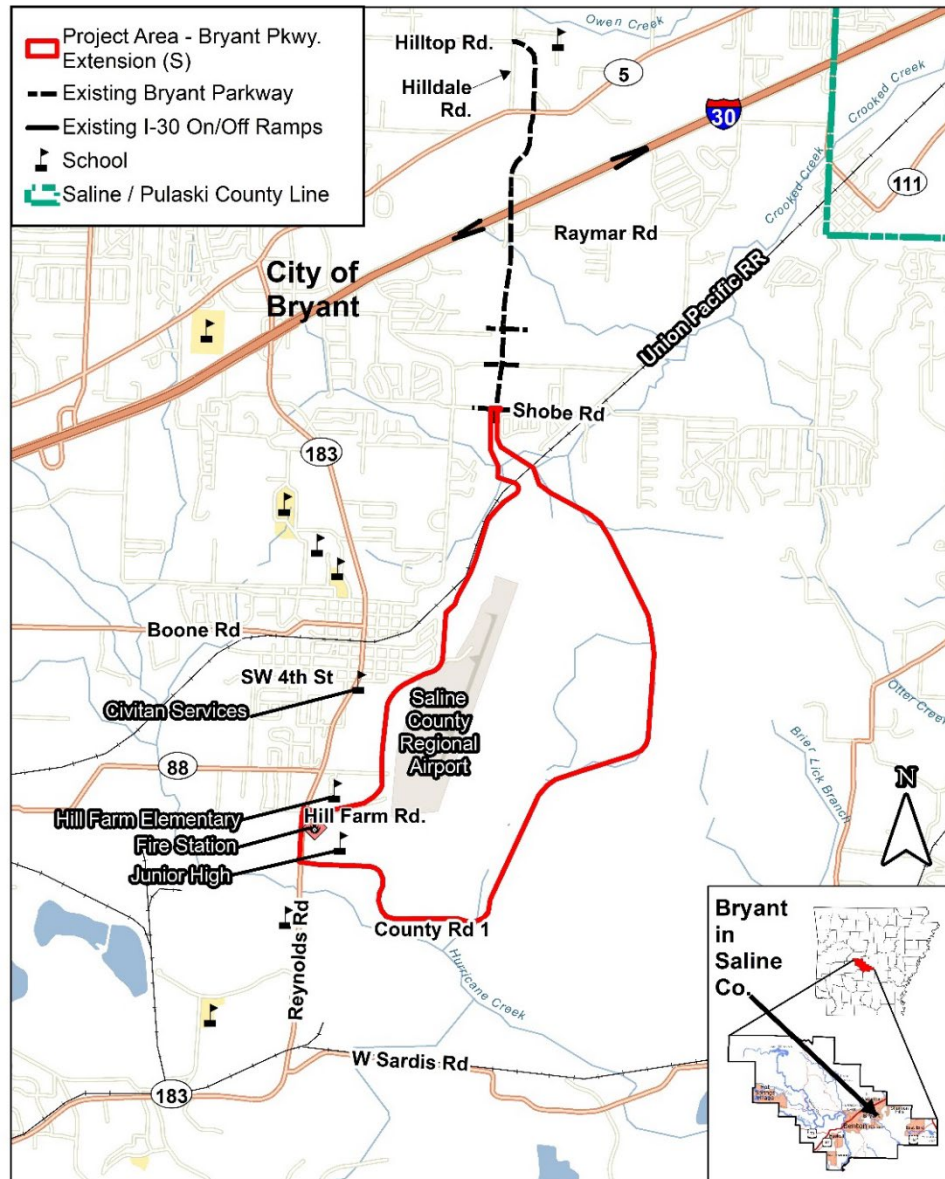 Project Area - Bryant Pkwy.
Extension (S)
Existing Bryant Parkway
Existing I-30 On/Off Ramps
School
Saline / Pulaski County Line
Hilltop Rd.
Owen Creek
5
Hilldale
Rd.
30
Crooked Creek
Crooked Creek
111
Raymar Rd
City of
Bryant
Union Pacific RR
Shobe Rd
183
Boone Rd
SW 4th St
Civitan Services
Saline
County
Regional
Airport
Otter Creek
Brier Lick Branch
88
N
Hill Farm Elementary
Hill Farm Rd.
Fire Station
Junior High
Reynolds Rd
County Rd 1
Hurricane Creek
W Sardis Rd
183
Bryant
in
Saline
Co.
Benton